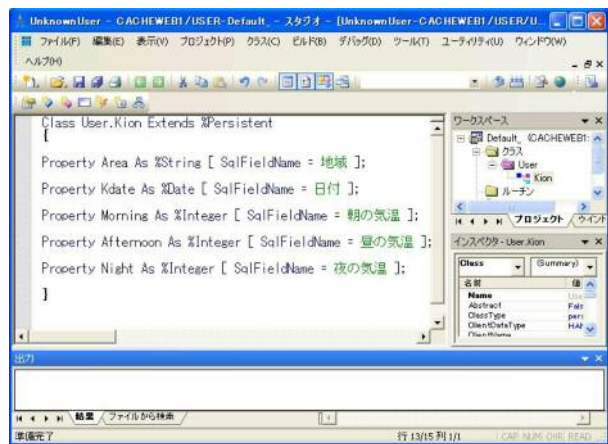 UnknownUser - CACHEWEB1/USER-Default_ - スタジオ - [UnknownUser-CACHEWEB1/USER/U...
ファイル(F) 編集(E) 表示(V) プロジェクト(P) クラス(C) ビルド(B) デバッグ(D) ツール(T) ユーティリティ(U) ウィンドウ(W)
ヘルプ(H)
Class User.Kion Extends %Persistent
{
Property Area As %String [ SqlFieldName = 地域 ];
Property Kdate As %Date [ SqlFieldName = 日付 ];
Property Morning As %Integer [ SqlFieldName = 朝の気温 ];
Property Afternoon As %Integer [ SqlFieldName = 昼の気温 ];
Property Night As %Integer [ SqlFieldName = 夜の気温 ];
}
ワークスペース
Default_ (CACHEWEB1:
クラス
User
Kion
ルーチン
プロジェクト
インスペクタ - User.Kion
Class (Summary)
名前 値
Name
Abstract Fals
ClassType pers
ClientDataType HAN
ClientName
出力
結果 ファイルから検索
準備完了 行 13/15 列 1/1 CAP NUM OVR READ